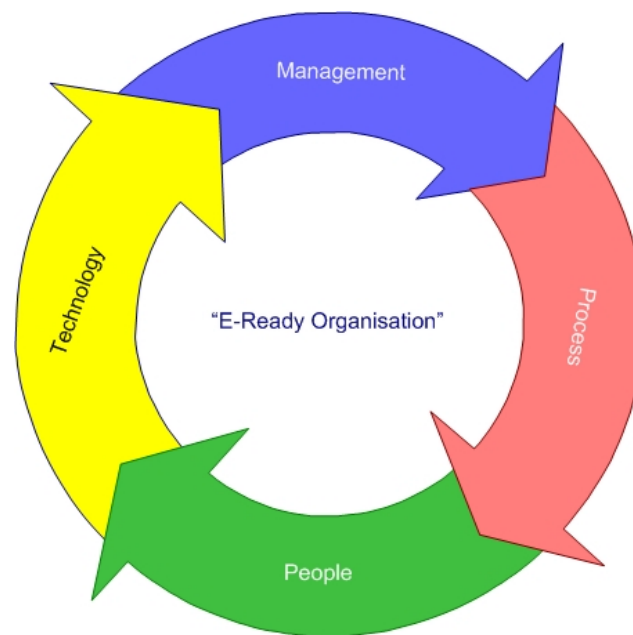 Management
Process
“E-Ready Organisation”
Technology
People